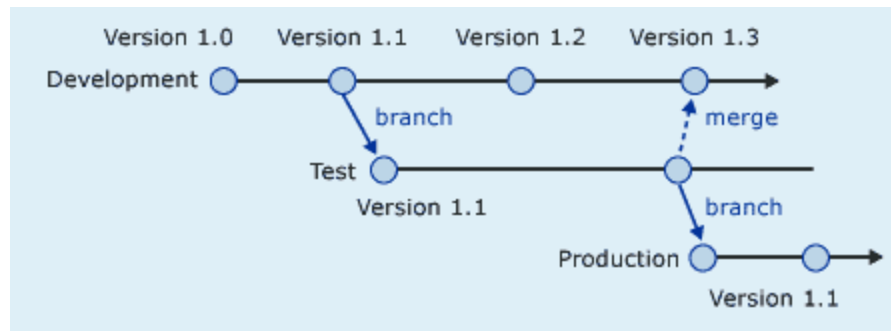 Version 1.0 Version 1.1 Version 1.2 Version 1.3
Development
branch merge
Test
Version 1.1 branch
Production
Version 1.1